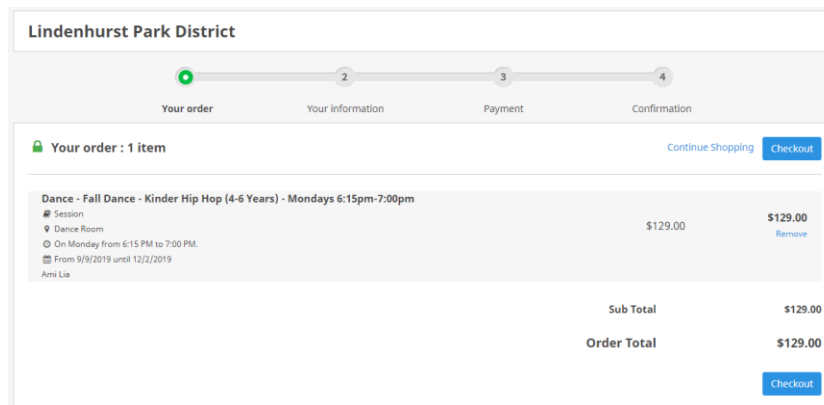 Lindenhurst Park District
2 3 4
Your order Your information Payment Confirmation
Your order : 1 item Continue Shopping Checkout
Dance - Fall Dance - Kinder Hip Hop (4-6 Years) - Mondays 6:15pm-7:00pm
Session
Dance Room
$129.00 $129.00
On Monday from 6:15 PM to 7:00 PM.
Remove
From 9/9/2019 until 12/2/2019
Ami Lia
Sub Total $129.00
Order Total $129.00
Checkout